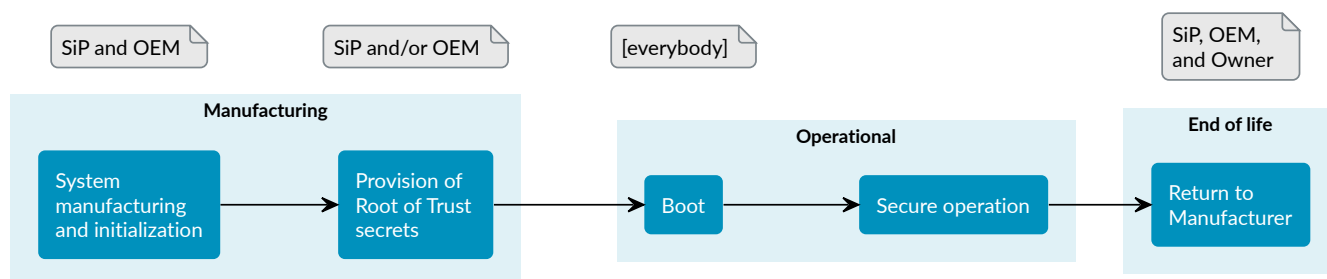 SiP and OEM
SiP and/or OEM
[everybody]
SiP, OEM,
and Owner
Manufacturing
System
manufacturing
and initialization
Provision of
Root of Trust
secrets
Operational
Boot
Secure operation
End of life
Return to
Manufacturer